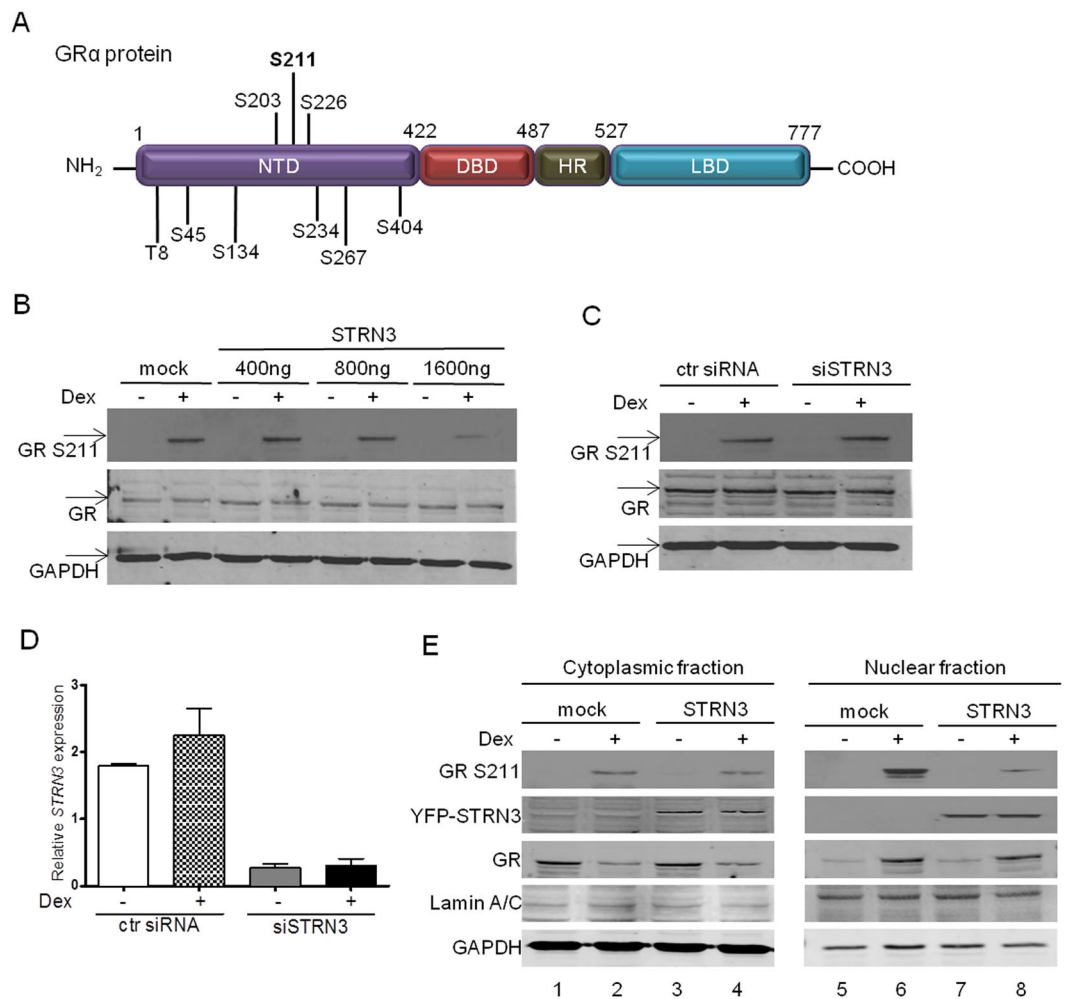 A
GRα protein
S211
S203 S226
1 422 487 527 777
NH2 NTD DBD HR LBD COOH
T8 S45 S134 S234 S267 S404
B
STRN3
mock 400ng 800ng 1600ng
Dex - + - + - + - +
GR S211
GR
GAPDH
C
ctr siRNA siSTRN3
Dex - + - +
GR S211
GR
GAPDH
D
Relative STRN3 expression
3
2
1
0
Dex - + - +
ctr siRNA siSTRN3
E
Cytoplasmic fraction Nuclear fraction
mock STRN3 mock STRN3
Dex - + - + - + - +
GR S211
YFP-STRN3
GR
Lamin A/C
GAPDH
1 2 3 4 5 6 7 8